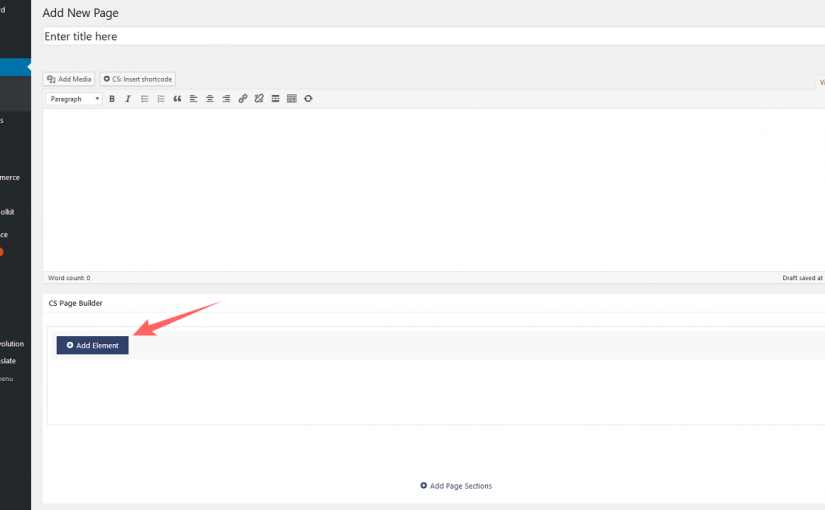 Add New Page
Enter title here
Add Media
CS: Insert shortcode
Paragraph
Word count: 0
Draft saved at
CS Page Builder
Add Element
Add Page Sections
d
s
merce
olkit
ce
volution
slate
menu